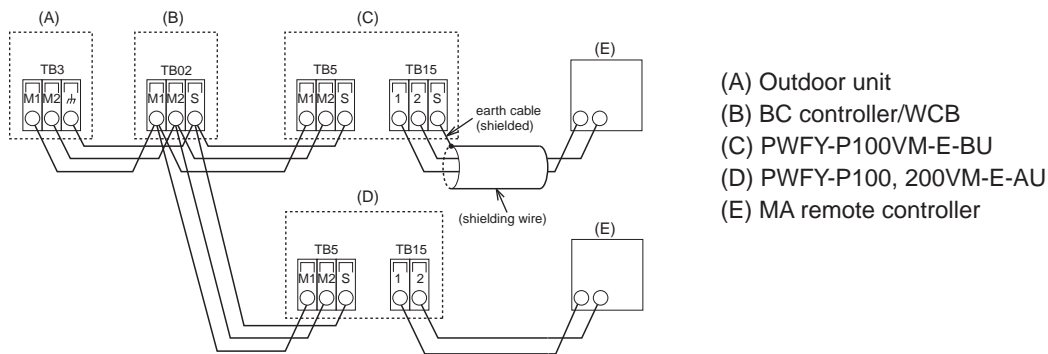 (A)
(B)
(C)
(E)
TB3
TB02
TB5
TB15
M1 M2
M1 M2 S
M1 M2 S
1 2 S
earth cable
(shielded)
(shielding wire)
(D)
(E)
TB5
TB15
M1 M2 S
1 2
(A) Outdoor unit
(B) BC controller/WCB
(C) PWFY-P100VM-E-BU
(D) PWFY-P100, 200VM-E-AU
(E) MA remote controller